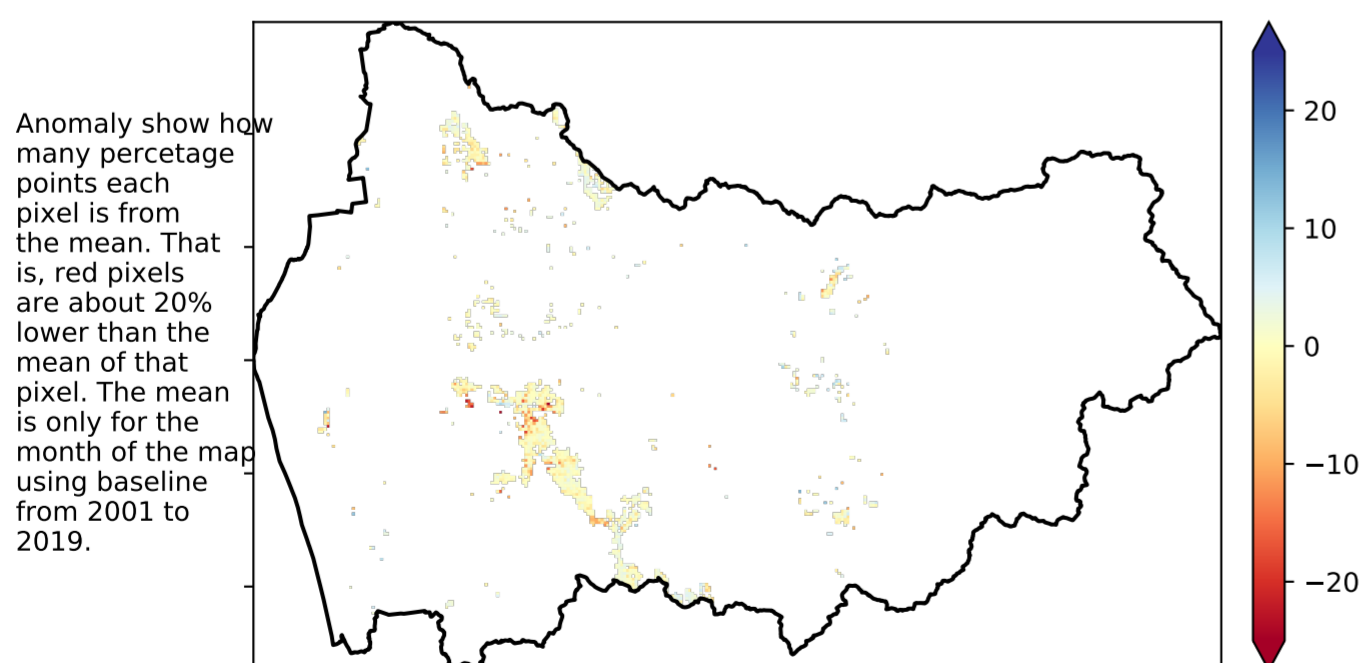 Anomaly show how
many percetage
points each
pixel is from
the mean. That
is, red pixels
are about 20%
lower than the
mean of that
pixel. The mean
is only for the
month of the map
using baseline
from 2001 to
2019.
20
10
0
−10
−20